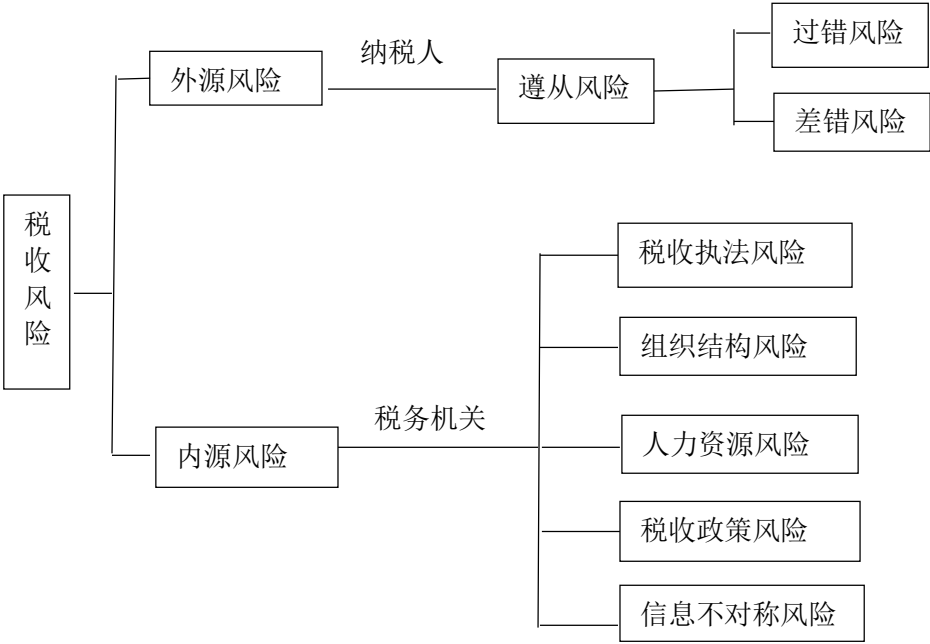 税收风险
外源风险
纳税人
遵从风险
过错风险
差错风险
内源风险
税务机关
税收执法风险
组织结构风险
人力资源风险
税收政策风险
信息不对称风险